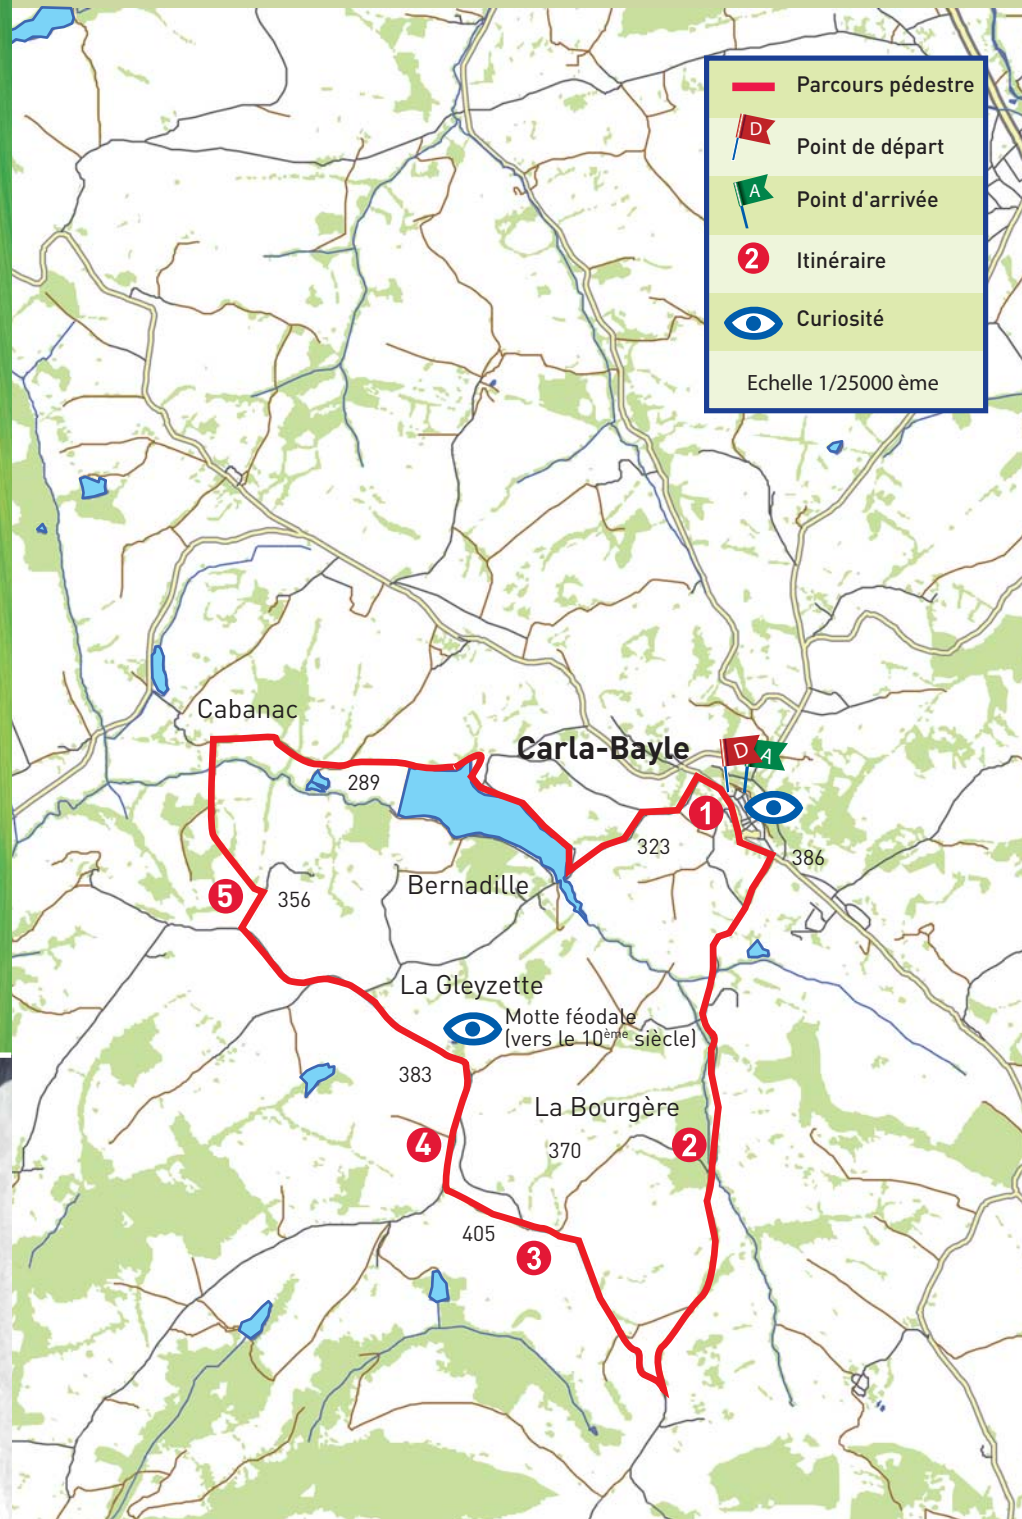 Parcours pédestre
D
Point de départ
A
Point d'arrivée
2
Itinéraire
Curiosité
Echelle 1/25000 ème
Cabanac
Carla-Bayle
D
A
289
1
323
386
Bernadille
5
356
La Gleyzette
Motte féodale
(vers le 10ème siècle)
383
La Bourgère
4
370
2
405
3